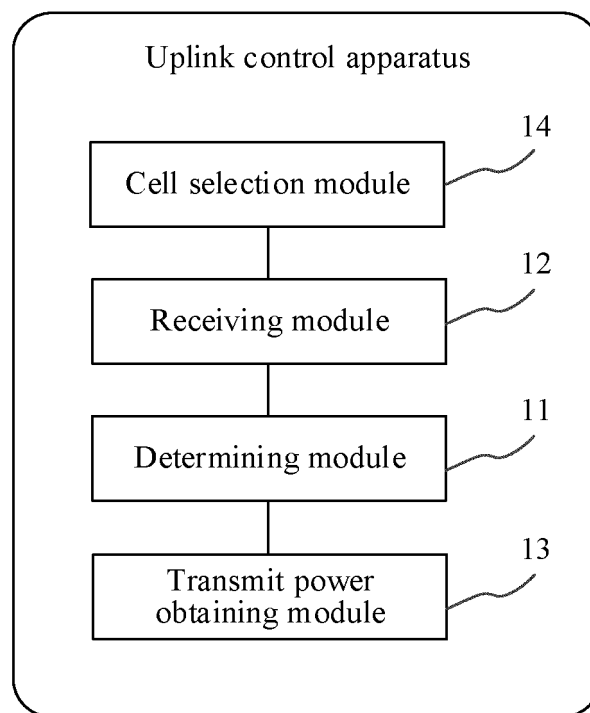 Uplink control apparatus
14
Cell selection module
12
Receiving module
11
Determining module
13
Transmit power
obtaining module